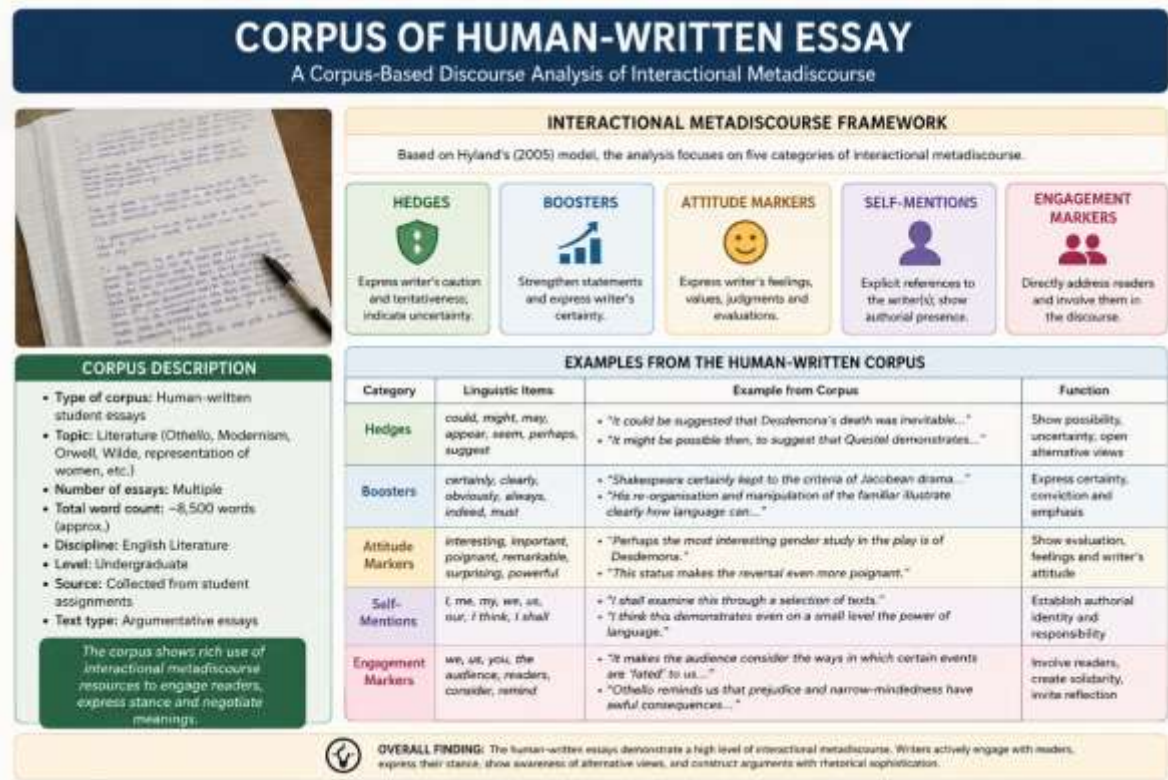 CORPUS OF HUMAN-WRITTEN ESSAY
A Corpus-Based Discourse Analysis of Interactional Metadiscourse
INTERACTIONAL METADISCOURSE FRAMEWORK
Based on Hyland's (2005) model, the analysis focuses on five categories of interactional metadiscourse.
HEDGES
Express writer's caution
and tentativeness;
indicate uncertainty.
BOOSTERS
Strengthen statements
and express writer's
certainty.
ATTITUDE MARKERS
Express writer's feelings,
values, judgments and
evaluations.
SELF-MENTIONS
Explicit references to
the writer(s); show
authorial presence.
ENGAGEMENT
MARKERS
Directly address readers
and involve them in
the discourse.
CORPUS DESCRIPTION
• Type of corpus: Human-written
student essays
• Topic: Literature (Othello, Modernism,
Orwell, Wilde, representation of
women, etc.)
• Number of essays: Multiple
• Total word count: ~8,500 words
(approx.)
• Discipline: English Literature
• Level: Undergraduate
• Source: Collected from student
assignments
• Text type: Argumentative essays
The corpus shows rich use of
interactional metadiscourse
resources to engage readers,
express stance and negotiate
meanings.
EXAMPLES FROM THE HUMAN-WRITTEN CORPUS
Category Linguistic Items Example from Corpus Function
Hedges
could, might, may,
appear, seem, perhaps,
suggest
• "It could be suggested that Desdemona's death was inevitable..."
• "It might be possible then, to suggest that Questel demonstrates..."
Show possibility,
uncertainty, open
alternative views
Boosters
certainly, clearly,
obviously, always,
indeed, must
• "Shakespeare certainly kept to the criteria of Jacobean drama..."
• "His re-organisation and manipulation of the familiar illustrate
clearly how language can..."
Express certainty,
conviction and
emphasis
Attitude
Markers
interesting, important,
poignant, remarkable,
surprising, powerful
• "Perhaps the most interesting gender study in the play is of
Desdemona."
• "This status makes the reversal even more poignant."
Show evaluation,
feelings and writer's
attitude
Self-
Mentions
I, me, my, we, us,
our, I think, I shall
• "I shall examine this through a selection of texts."
• "I think this demonstrates even on a small level the power of
language."
Establish authorial
identity and
responsibility
Engagement
Markers
we, us, you, the
audience, readers,
consider, remind
• "It makes the audience consider the ways in which certain events
are 'fated' to us..."
• "Othello reminds us that prejudice and narrow-mindedness have
awful consequences..."
Involve readers,
create solidarity,
invite reflection
OVERALL FINDING: The human-written essays demonstrate a high level of interactional metadiscourse. Writers actively engage with readers,
express their stance, show awareness of alternative views, and construct arguments with rhetorical sophistication.